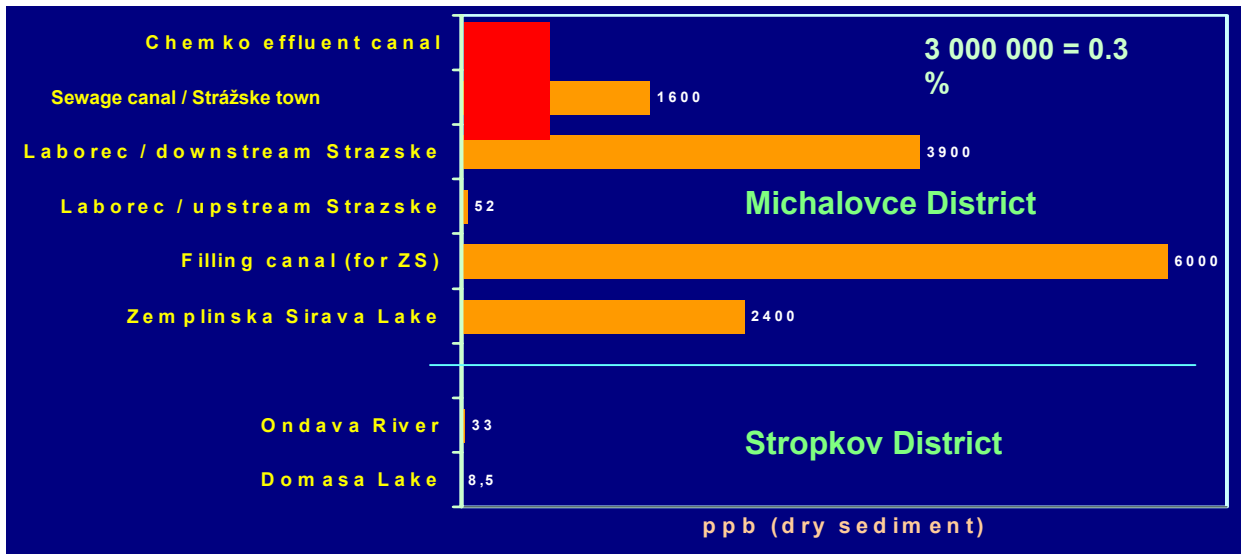 Chemko effluent canal
3 000 000 = 0.3
%
Sewage canal / Strážske town
1600
Laborec / downstream Strazske
3900
Laborec / upstream Strazske
52
Michalovce District
Filling canal (for ZS)
6000
Zemplinska Sirava Lake
2400
Ondava River
33
Stropkov District
Domasa Lake
8,5
ppb (dry sediment)